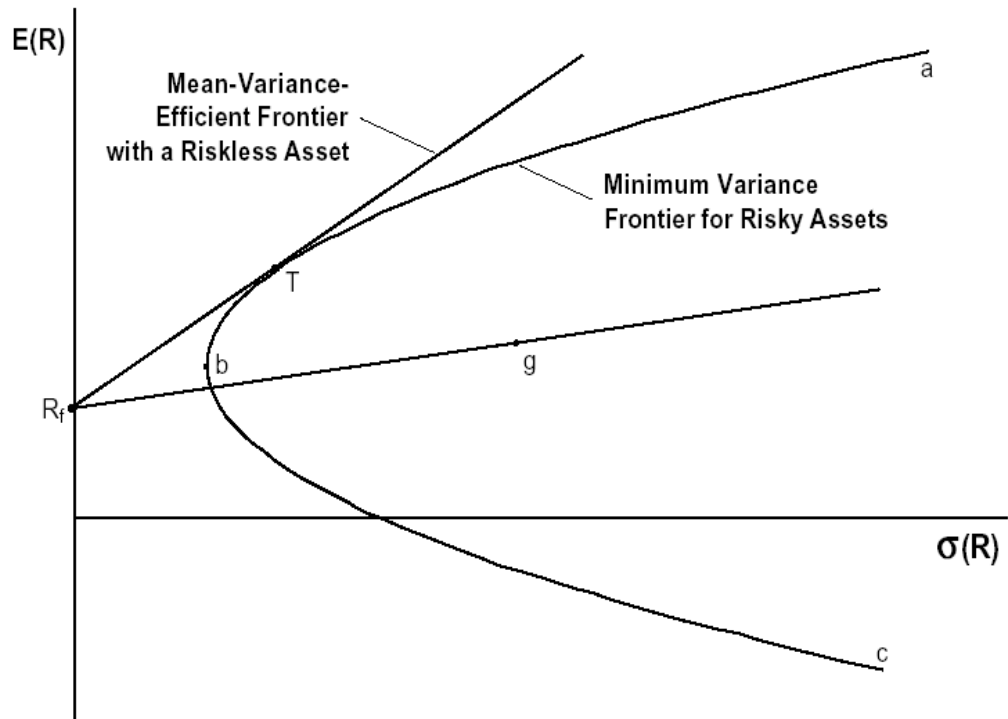 E(R)
Mean-Variance-
Efficient Frontier
with a Riskless Asset
a
Minimum Variance
Frontier for Risky Assets
T
b
g
Rf
σ(R)
c